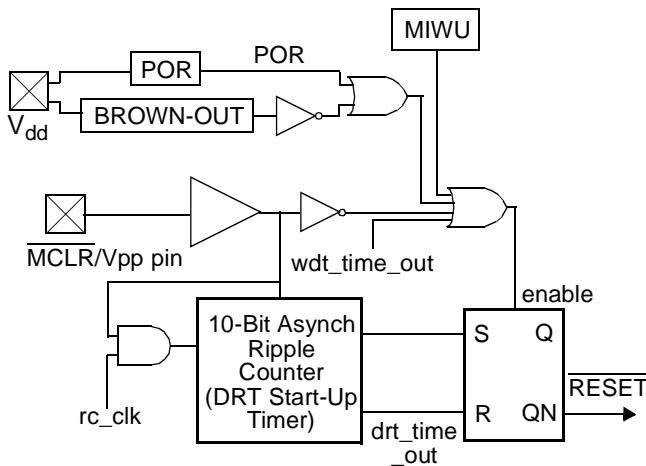 MIWU
POR
POR
BROWN-OUT
Vdd
MCLR/Vpp pin
wdt_time_out
enable
10-Bit Asynch
Ripple
Counter
(DRT Start-Up
Timer)
S
Q
R
QN
RESET
rc_clk
drt_time
_out